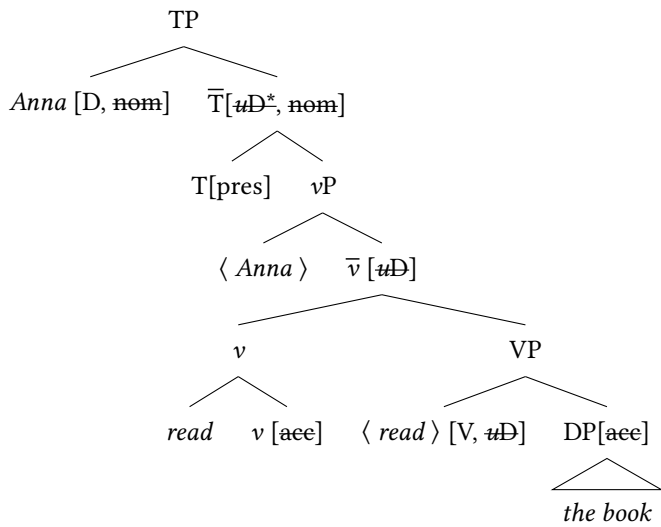 TP
Anna [D, nom] T̅[uD*, nom]
T[pres] vP
⟨ Anna ⟩ v̅ [uD]
v VP
read v [acc] ⟨ read ⟩ [V, uD] DP[acc]
the book